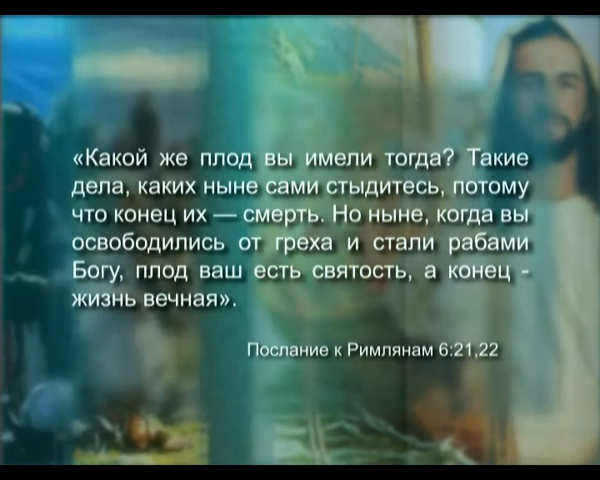 «Какой же плод вы имели тогда? Такие
дела, каких ныне сами стыдитесь, потому
что конец их — смерть. Но ныне, когда вы
освободились от греха и стали рабами
Богу, плод ваш есть святость, а конец -
жизнь вечная».
Послание к Римлянам 6:21,22